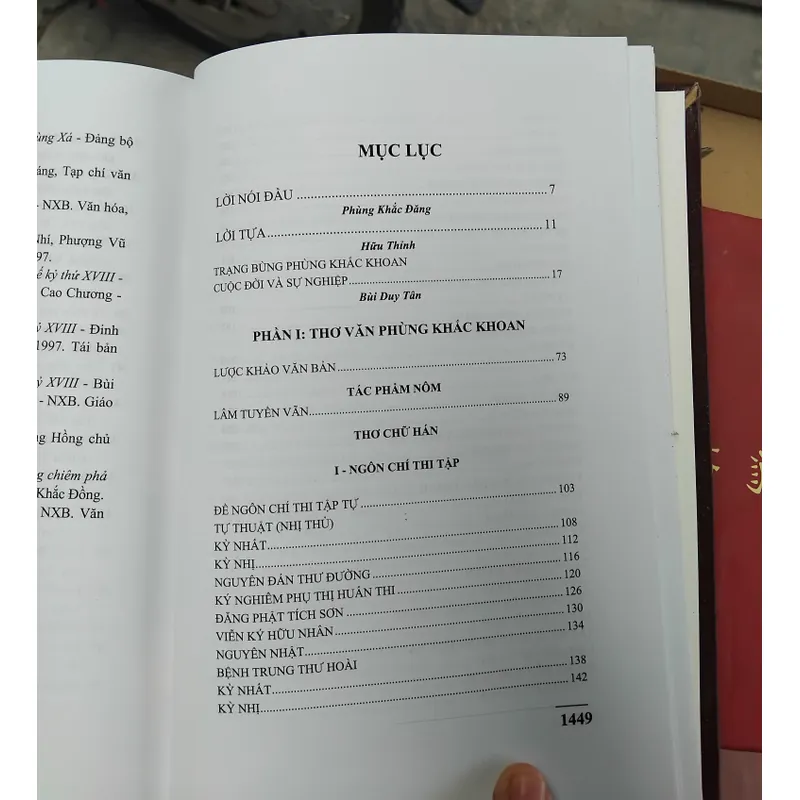 ùng Xá - Đảng bộ
áng, Tạp chí văn
- NXB. Văn hóa,
Nhi, Phượng Vũ
97.
ế kỷ thứ XVIII -
Cao Chương -
ỷ XVIII - Đinh
1997. Tái bản
ỷ XVIII - Bùi
- NXB. Giáo
ng Hồng chủ
g chiêm phá
Khắc Đồng.
NXB. Văn
MỤC LỤC
LỜI NÓI ĐẦU ............ 7
Phùng Khắc Đăng
LỜI TỰA ............ 11
Hữu Thỉnh
TRẠNG BÙNG PHÙNG KHẮC KHOAN
CUỘC ĐỜI VÀ SỰ NGHIỆP ............ 17
Bùi Duy Tân
PHẦN I: THƠ VĂN PHÙNG KHẮC KHOAN
LƯỢC KHẢO VĂN BẢN ............ 73
TÁC PHẨM NÔM
LÂM TUYỀN VÃN ............ 89
THƠ CHỮ HÁN
I - NGÔN CHÍ THI TẬP
ĐỀ NGÔN CHÍ THI TẬP TỰ ............ 103
TỰ THUẬT (NHỊ THỦ)
KỲ NHẤT ............ 108
KỲ NHỊ ............ 112
NGUYÊN ĐÁN THƯ ĐƯỜNG ............ 116
KÝ NGHIÊM PHỤ THỊ HUẤN THI ............ 120
ĐĂNG PHẬT TÍCH SƠN ............ 126
VIỄN KÝ HỮU NHÂN ............ 130
NGUYÊN NHẬT ............ 134
BỆNH TRUNG THƯ HOÀI
KỲ NHẤT ............ 138
KỲ NHỊ ............ 142
1449